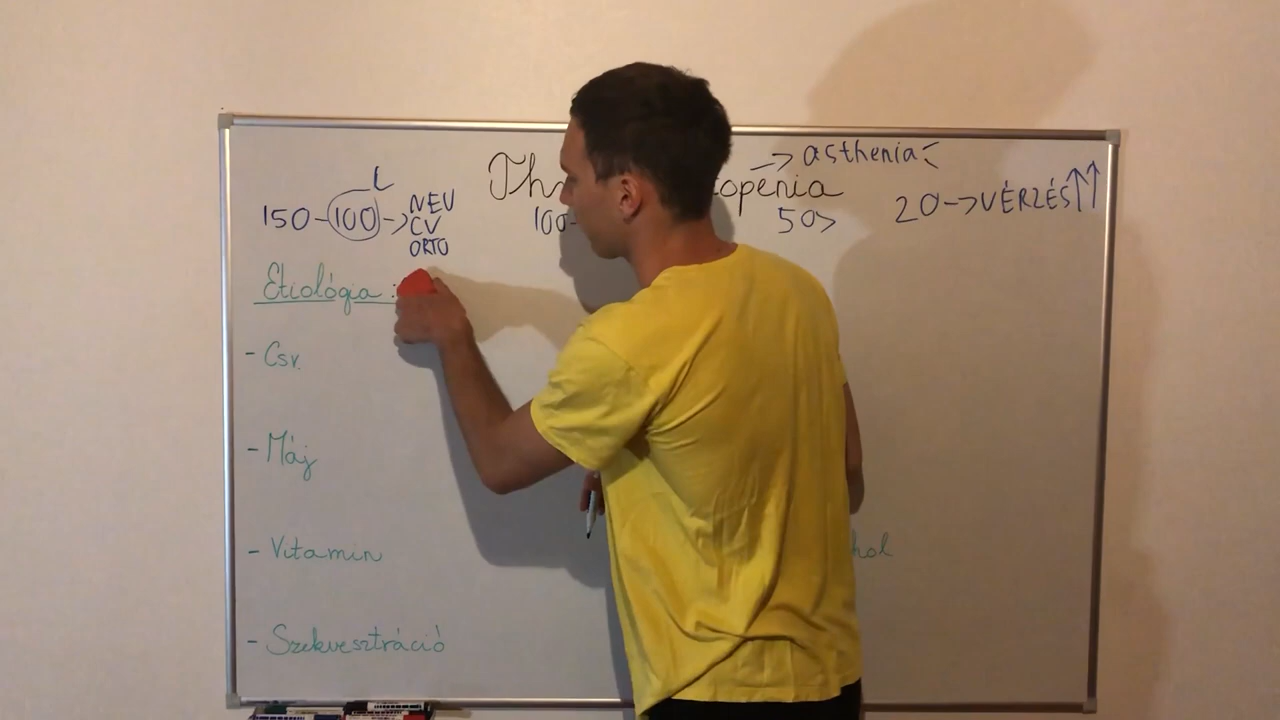 asthenia
150-100->NEU
CV
ORTO
L
100-
50>
20->VÉRZÉS↑↑
Etiológia:
- Csv.
- Máj
- Vitamin
- Szekvesztráció